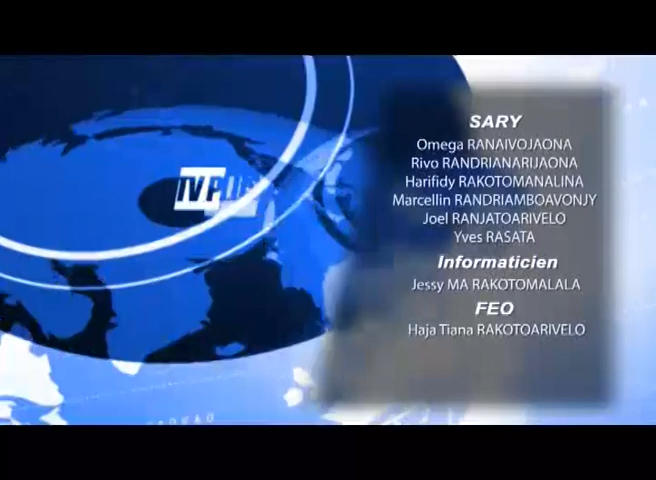 TVPLUS
SARY
Omega RANAIVOJAONA
Rivo RANDRIANARIJAONA
Harifidy RAKOTOMANALINA
Marcellin RANDRIAMBOAVONJY
Joel RANJATOARIVELO
Yves RASATA
Informaticien
Jessy MA RAKOTOMALALA
FEO
Haja Tiana RAKOTOARIVELO